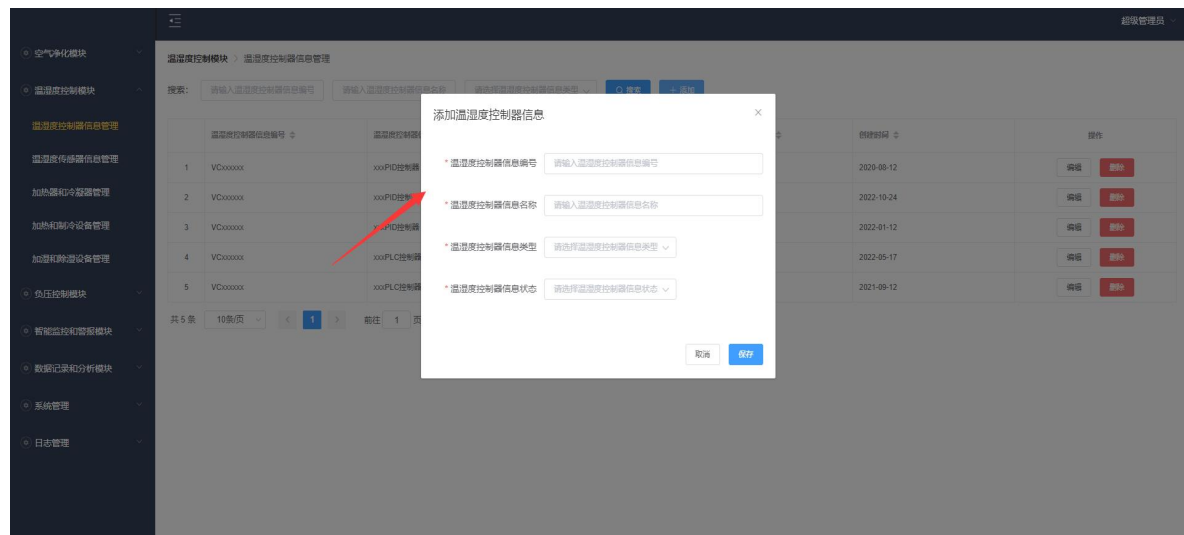 超级管理员
空气净化模块
温湿度控制模块
温湿度控制器信息管理
温湿度传感器信息管理
加热器和冷凝器管理
加热和制冷设备管理
加湿和除湿设备管理
负压控制模块
智能监控和警报模块
数据记录和分析模块
系统管理
日志管理
温湿度控制模块 〉 温湿度控制器信息管理
搜索： 请输入温湿度控制器信息编号 请输入温湿度控制器信息名称 请选择温湿度控制器信息类型 搜索 + 添加
温湿度控制器信息编号 温湿度控制器 创建时间 操作
1 VCxxxxxx xxxPID控制器 2020-08-12 编辑 删除
2 VCxxxxxx xxxPID控制 2022-10-24 编辑 删除
3 VCxxxxxx PID控制器 2022-01-12 编辑 删除
4 VCxxxxxx xxxPLC控制器 2022-05-17 编辑 删除
5 VCxxxxxx xxxPLC控制器 2021-09-12 编辑 删除
共 5 条 10条/页 1 前往 1 页
添加温湿度控制器信息
* 温湿度控制器信息编号 请输入温湿度控制器信息编号
* 温湿度控制器信息名称 请输入温湿度控制器信息名称
* 温湿度控制器信息类型 请选择温湿度控制器信息类型
* 温湿度控制器信息状态 请选择温湿度控制器信息状态
取消 保存